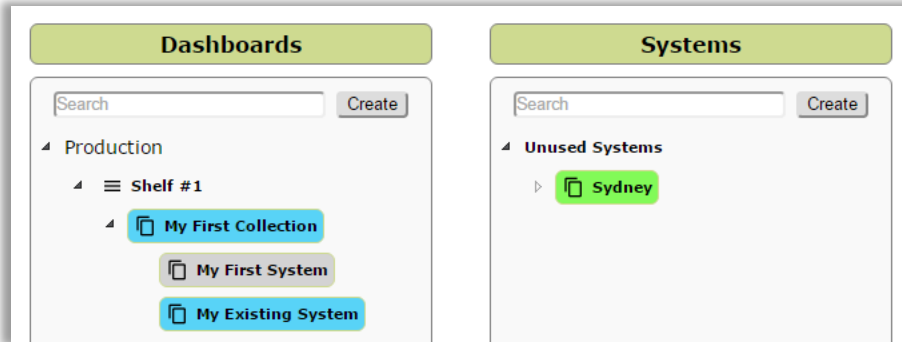 Dashboards
Search
Create
Production
Shelf #1
My First Collection
My First System
My Existing System
Systems
Search
Create
Unused Systems
Sydney